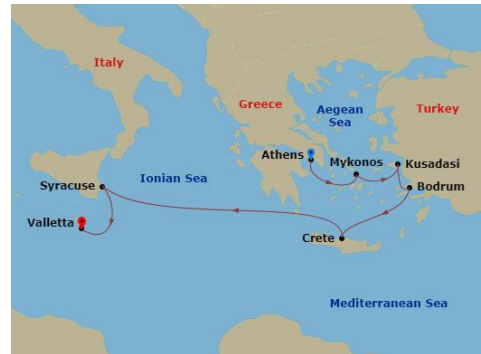 Italy
Greece
Aegean
Sea
Turkey
Athens
Mykonos
Kusadasi
Bodrum
Syracuse
Ionian Sea
Valletta
Crete
Mediterranean Sea